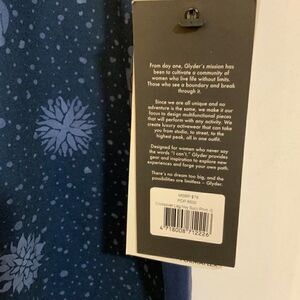 From day one, Glyder's mission has
been to cultivate a community of
women who live life without limits.
Those who see a boundary and break
through it.
Since we are all unique and no
adventure is the same, we make it our
focus to design multifunctional pieces
that will perform with any activity. We
create luxury activewear that can take
you from studio, to street, to the
highest peak, all in one outfit.
Designed for women who never say
the words "I can't," Glyder provides
gear and inspiration to explore new
experiences and forge your own path.
There's no dream too big, and the
possibilities are limitless – Glyder.
MSRP $
4 718008 712226